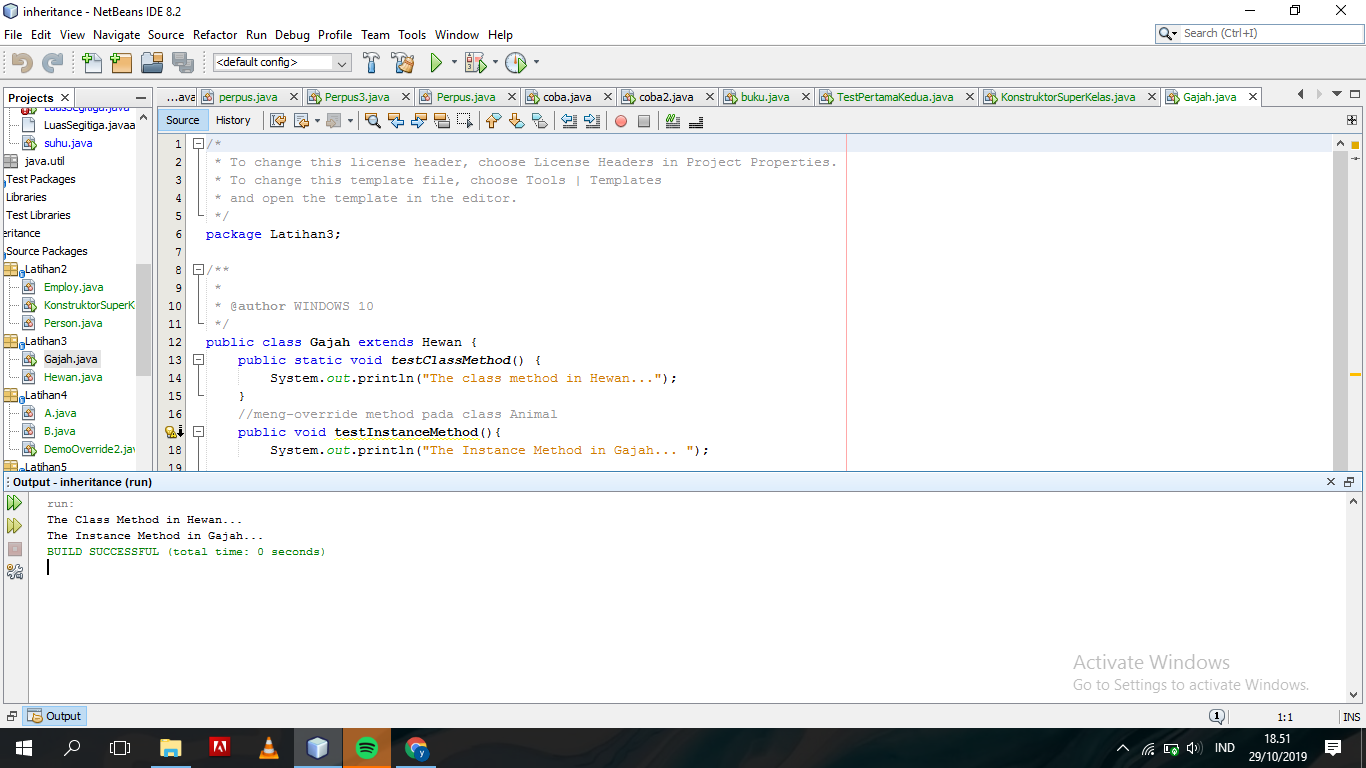 inheritance - NetBeans IDE 8.2
File Edit View Navigate Source Refactor Run Debug Profile Team Tools Window Help
Search (Ctrl+I)
<default config>
Projects
...ava perpus.java Perpus3.java Perpus.java coba.java coba2.java buku.java TestPertamaKedua.java KonstruktorSuperKelas.java Gajah.java
Source History
LuasSegitiga.java
LuasSegitiga.javaa
suhu.java
java.util
Test Packages
Libraries
Test Libraries
eritance
Source Packages
Latihan2
Employ.java
KonstruktorSuperK
Person.java
Latihan3
Gajah.java
Hewan.java
Latihan4
A.java
B.java
DemoOverride2.jav
Latihan5
1 /*
2 * To change this license header, choose License Headers in Project Properties.
3 * To change this template file, choose Tools | Templates
4 * and open the template in the editor.
5 */
6 package Latihan3;
7
8 /**
9 *
10 * @author WINDOWS 10
11 */
12 public class Gajah extends Hewan {
13 public static void testClassMethod() {
14 System.out.println("The class method in Hewan...");
15 }
16 //meng-override method pada class Animal
public void testInstanceMethod(){
18 System.out.println("The Instance Method in Gajah... ");
19
Output - inheritance (run)
run:
The Class Method in Hewan...
The Instance Method in Gajah...
BUILD SUCCESSFUL (total time: 0 seconds)
Activate Windows
Go to Settings to activate Windows.
Output
1
1:1
INS
IND
18.51
29/10/2019